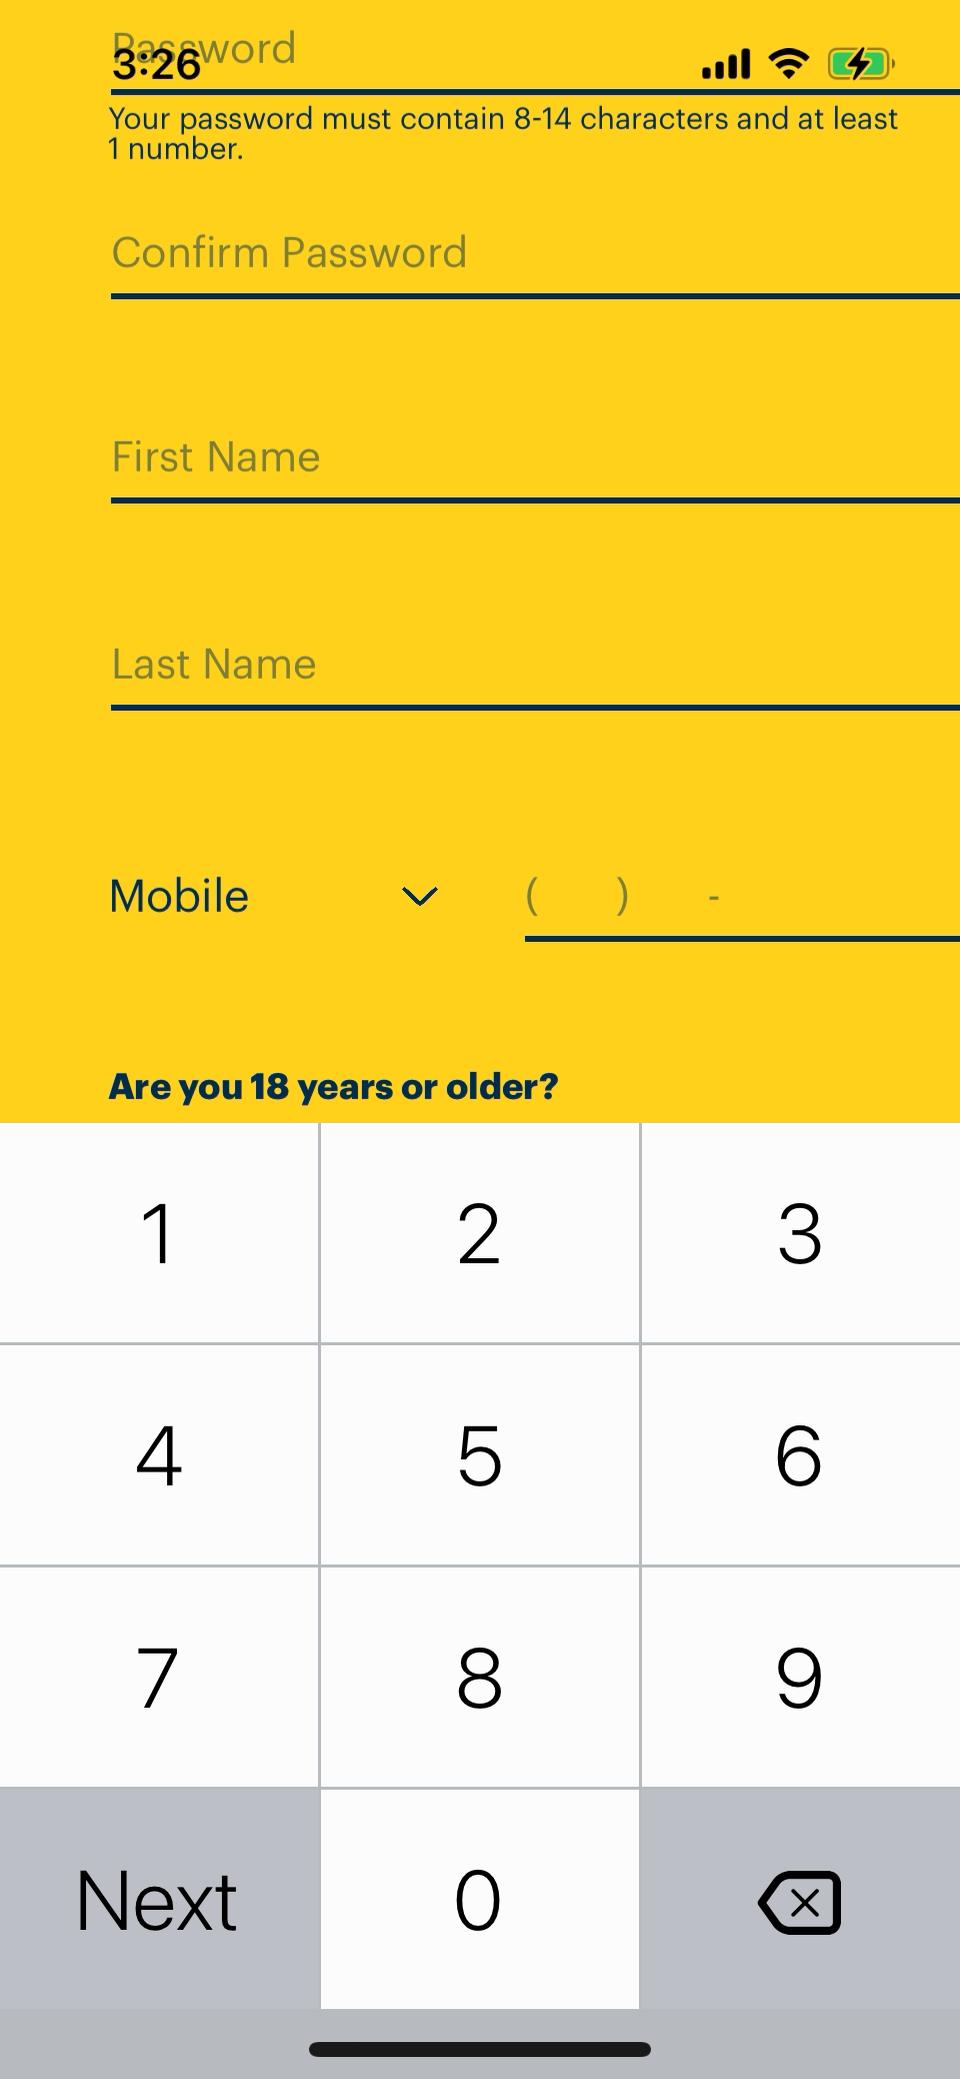 Password
3:26
Your password must contain 8-14 characters and at least
1 number.
Confirm Password
First Name
Last Name
Mobile ( ) -
Are you 18 years or older?
1 2 3
4 5 6
7 8 9
Next 0